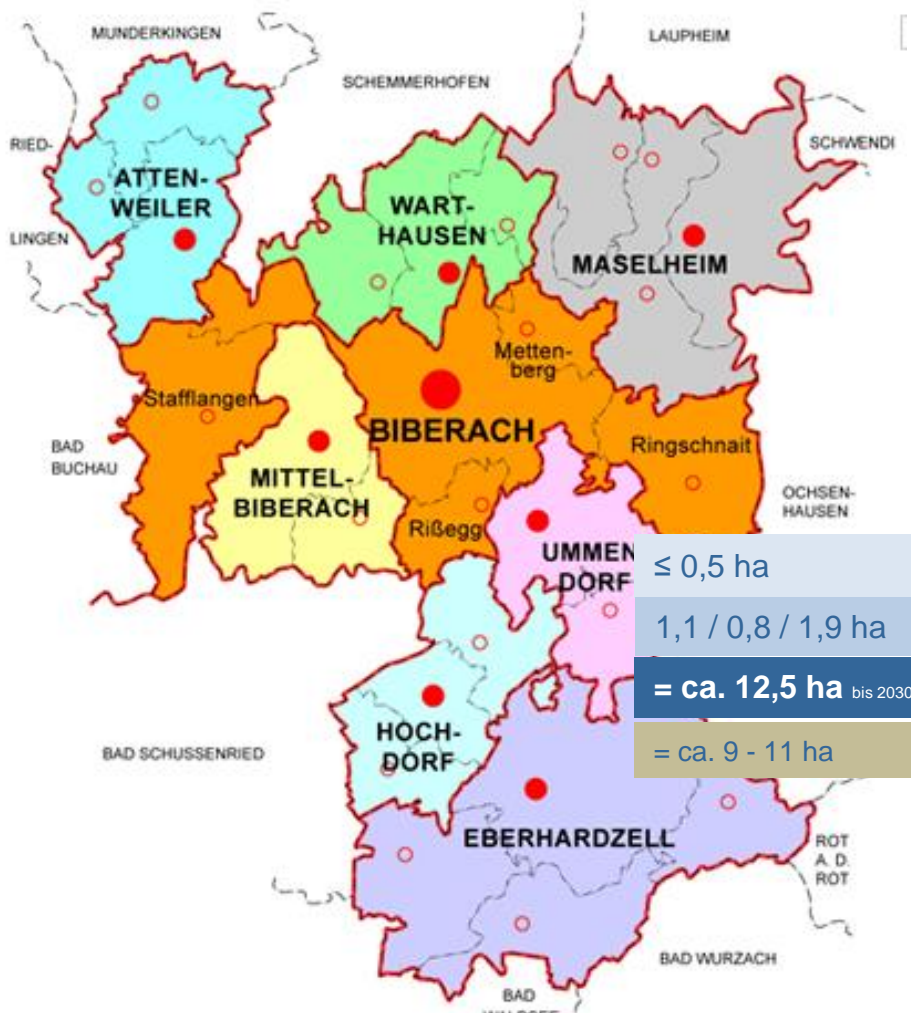 MUNDERKINGEN
LAUPHEIM
SCHEMMERHOFEN
RIED-
SCHWENDI
ATTEN-
WEILER
WART-
HAUSEN
LINGEN
MASELHEIM
Metten-
berg
Stafflangen
BIBERACH
Ringschnait
BAD
BUCHAU
MITTEL-
BIBERACH
Rißegg
OCHSEN-
HAUSEN
UMMEN
DORF
≤ 0,5 ha
1,1 / 0,8 / 1,9 ha
= ca. 12,5 ha bis 2030
= ca. 9 - 11 ha
HOCH-
DORF
BAD SCHUSSENRIED
EBERHARDZELL
ROT
A. D.
ROT
BAD WURZACH
BAD